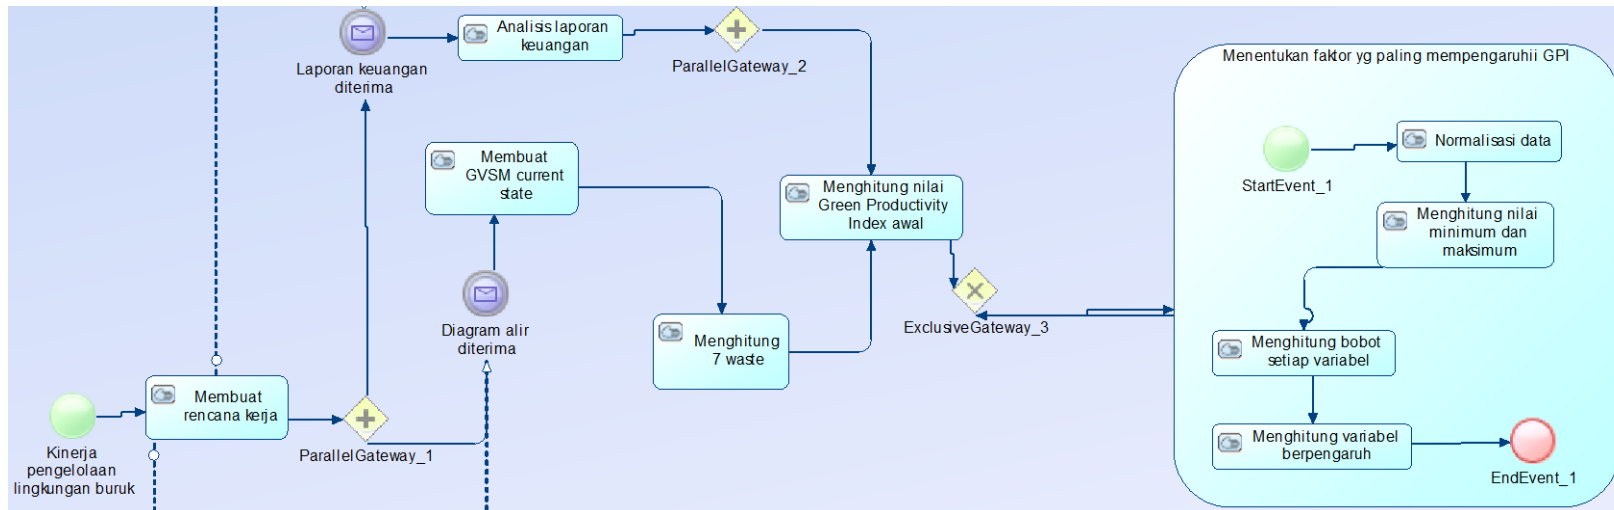 Analisis laporan
keuangan
Laporan keuangan
diterima
ParallelGateway_2
Menentukan faktor yg paling mempengaruhii GPI
Normalisasi data
StartEvent_1
Membuat
GVSM current
state
Menghitung nilai
Green Productivity
Index awal
Menghitung nilai
minimum dan
maksimum
Diagram alir
diterima
ExclusiveGateway_3
Menghitung
7 waste
Menghitung bobot
setiap variabel
Membuat
rencana kerja
Kinerja
pengelolaan
lingkungan buruk
ParallelGateway_1
Menghitung variabel
berpengaruh
EndEvent_1